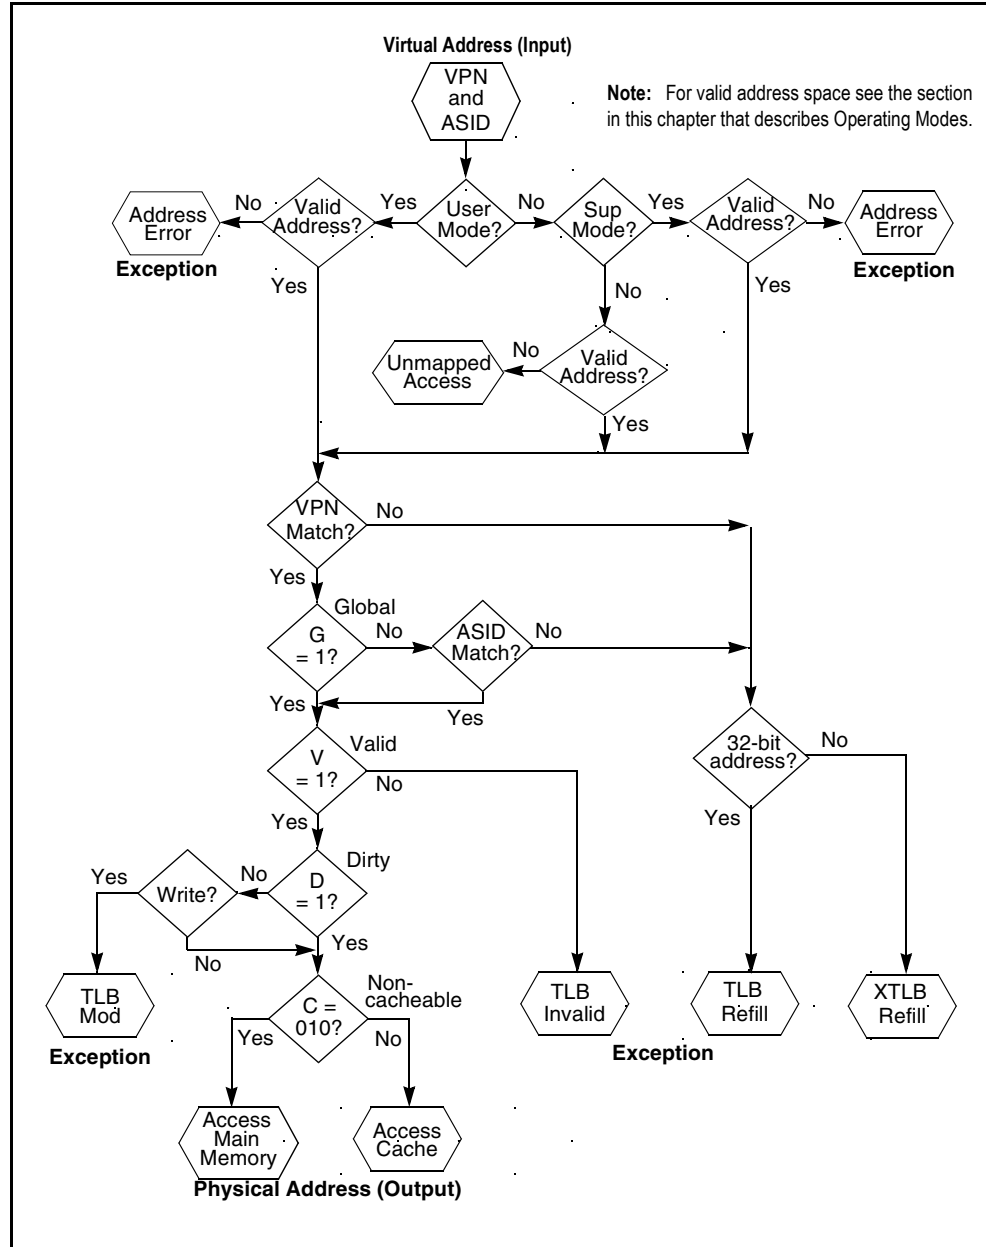 Virtual Address (Input)
VPN
and
ASID
Note: For valid address space see the section
in this chapter that describes Operating Modes.
Address
Error
Exception
No
Valid
Address?
Yes
Yes
User
Mode?
No
Sup
Mode?
Yes
No
Valid
Address?
No
Yes
Address
Error
Exception
Unmapped
Access
No
Valid
Address?
Yes
VPN
Match?
No
Yes
Global
G
= 1?
No
ASID
Match?
No
Yes
Yes
Valid
V
= 1?
No
Yes
32-bit
address?
No
Yes
Dirty
D
= 1?
No
Write?
Yes
No
Yes
TLB
Mod
Exception
Non-
cacheable
C =
010?
Yes
No
TLB
Invalid
TLB
Refill
XTLB
Refill
Exception
Access
Main
Memory
Access
Cache
Physical Address (Output)